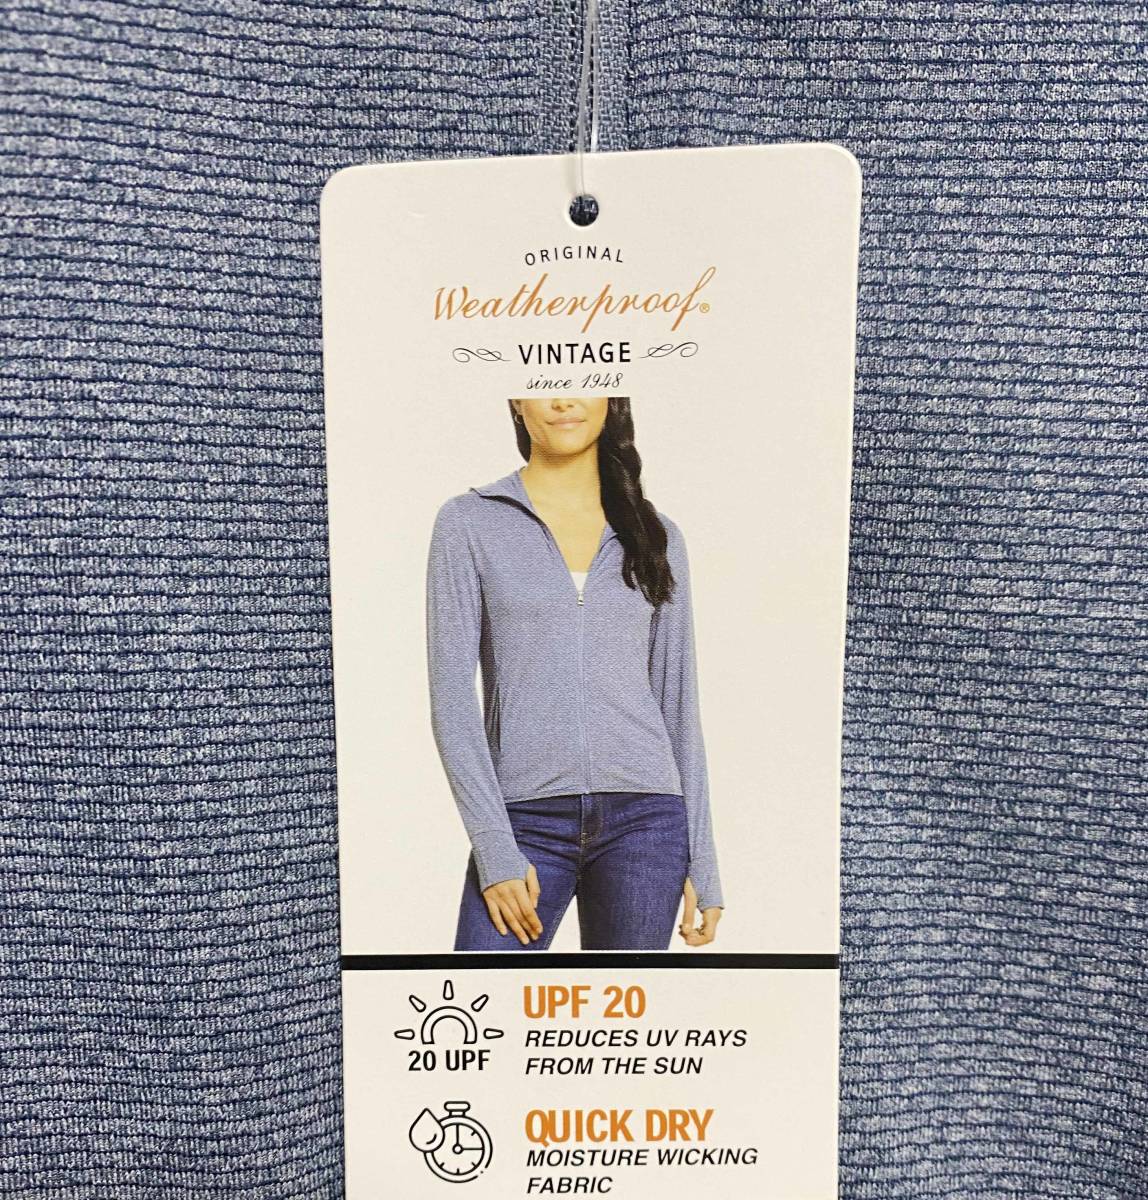 ORIGINAL
Weatherproof®
VINTAGE
since 1948
20 UPF
UPF 20
REDUCES UV RAYS
FROM THE SUN
QUICK DRY
MOISTURE WICKING
FABRIC